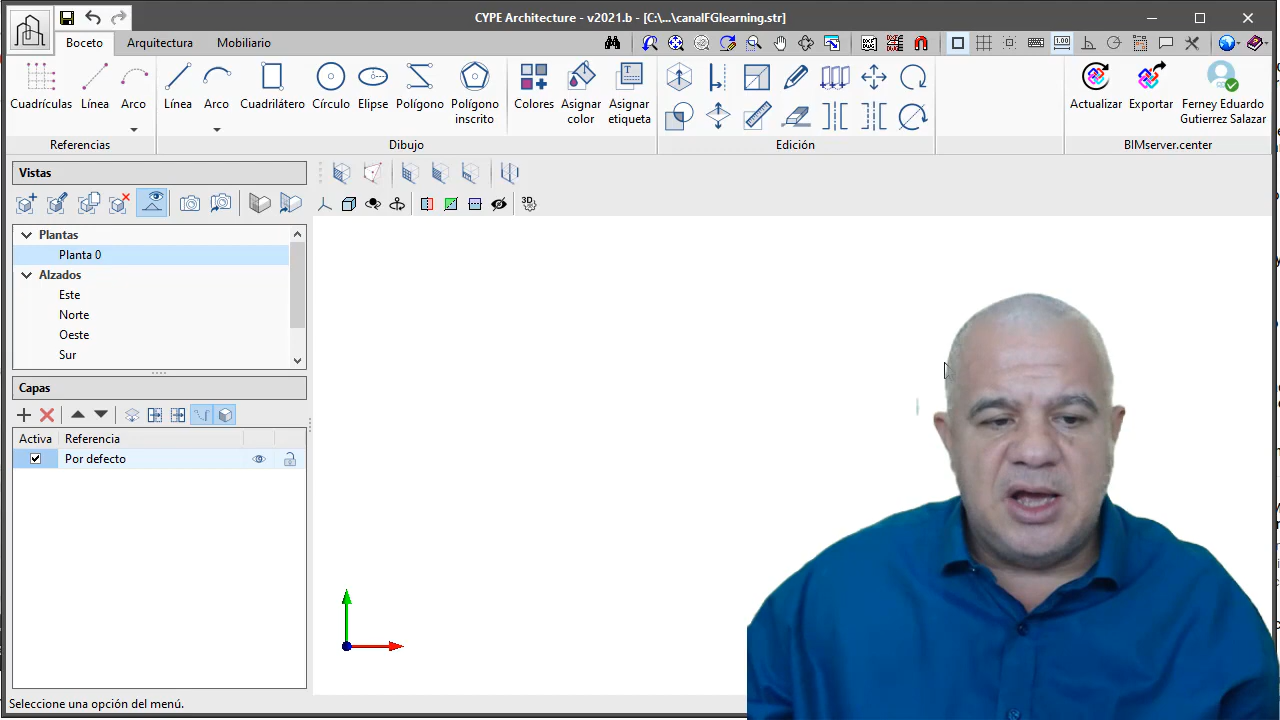 CYPE Architecture - v2021.b - [C:\...\canalFGlearning.str]
Boceto
Arquitectura
Mobiliario
Cuadrículas
Línea
Arco
Línea
Arco
Cuadrilátero
Círculo
Elipse
Polígono
Polígono inscrito
Colores
Asignar color
Asignar etiqueta
Actualizar
Exportar
Ferney Eduardo Gutierrez Salazar
Referencias
Dibujo
Edición
BIMserver.center
Vistas
Plantas
Planta 0
Alzados
Este
Norte
Oeste
Sur
Capas
Activa
Referencia
Por defecto
3D
Seleccione una opción del menú.